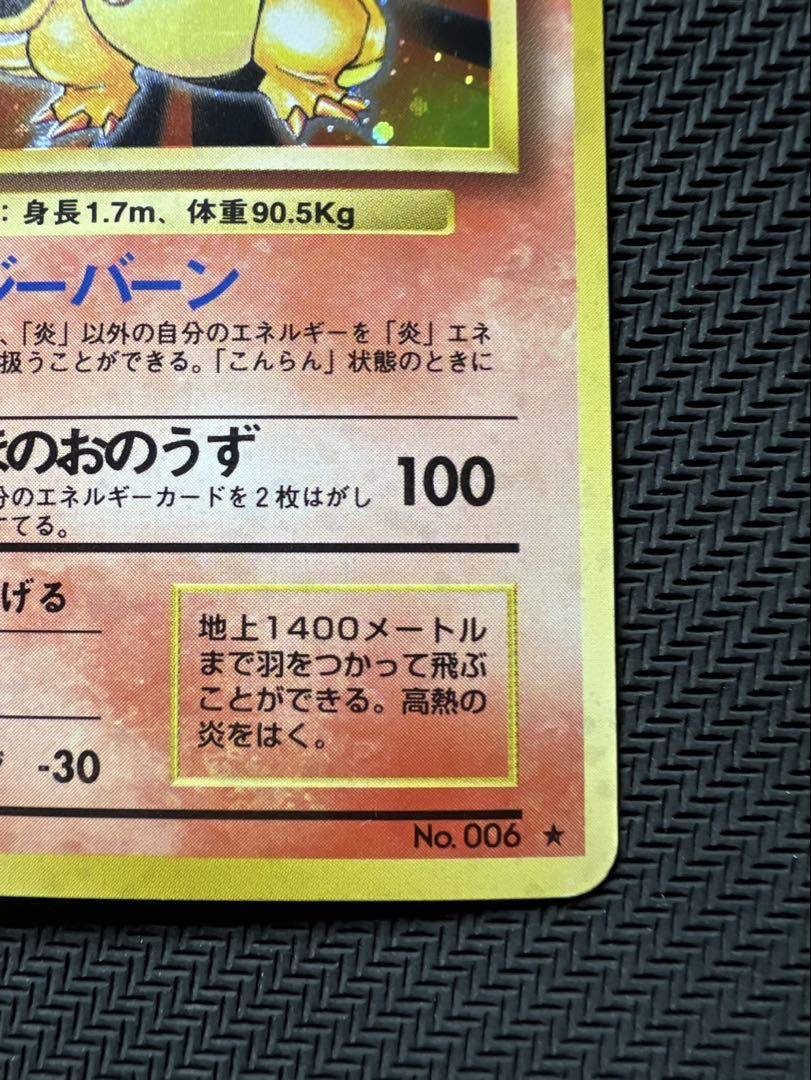 ：身長1.7m、体重90.5Kg
ジーバーン
、「炎」以外の自分のエネルギーを「炎」エネ
扱うことができる。「こんらん」状態のときに
のおのうず
100
分のエネルギーカードを2枚はがし
すてる。
げる
地上1400メートル
まで羽をつかって飛ぶ
ことができる。高熱の
炎をはく。
-30
No. 006 ★